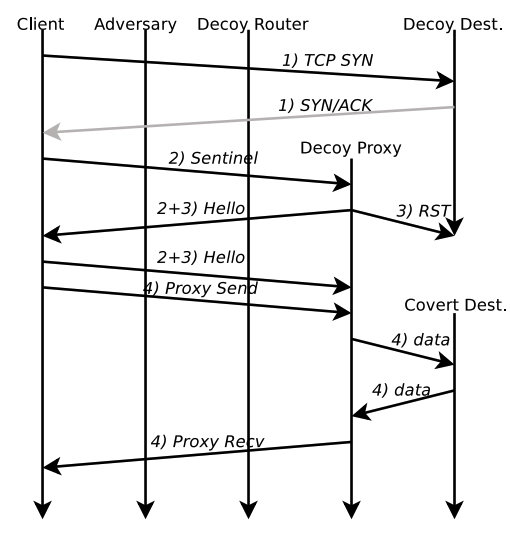 Client Adversary Decoy Router Decoy Dest.
1) TCP SYN
1) SYN/ACK
Decoy Proxy
2) Sentinel
2+3) Hello
3) RST
2+3) Hello
4) Proxy Send
Covert Dest.
4) data
4) data
4) Proxy Recv